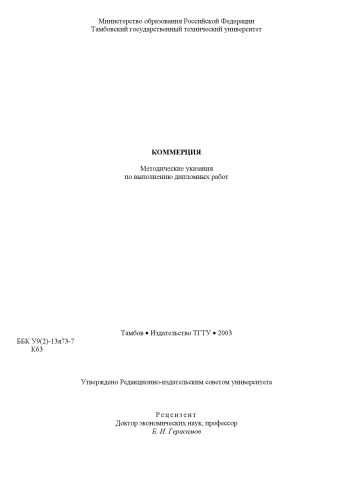 Министерство образования Российской Федерации
Тамбовский государственный технический университет
КОММЕРЦИЯ
Методические указания
по выполнению дипломных работ
Тамбов • Издательство ТГТУ • 2003
ББК У9(2)-13я73-7
К63
Утверждено Редакционно-издательским советом университета
Рецензент
Доктор экономических наук, профессор
Б. И. Герасимов